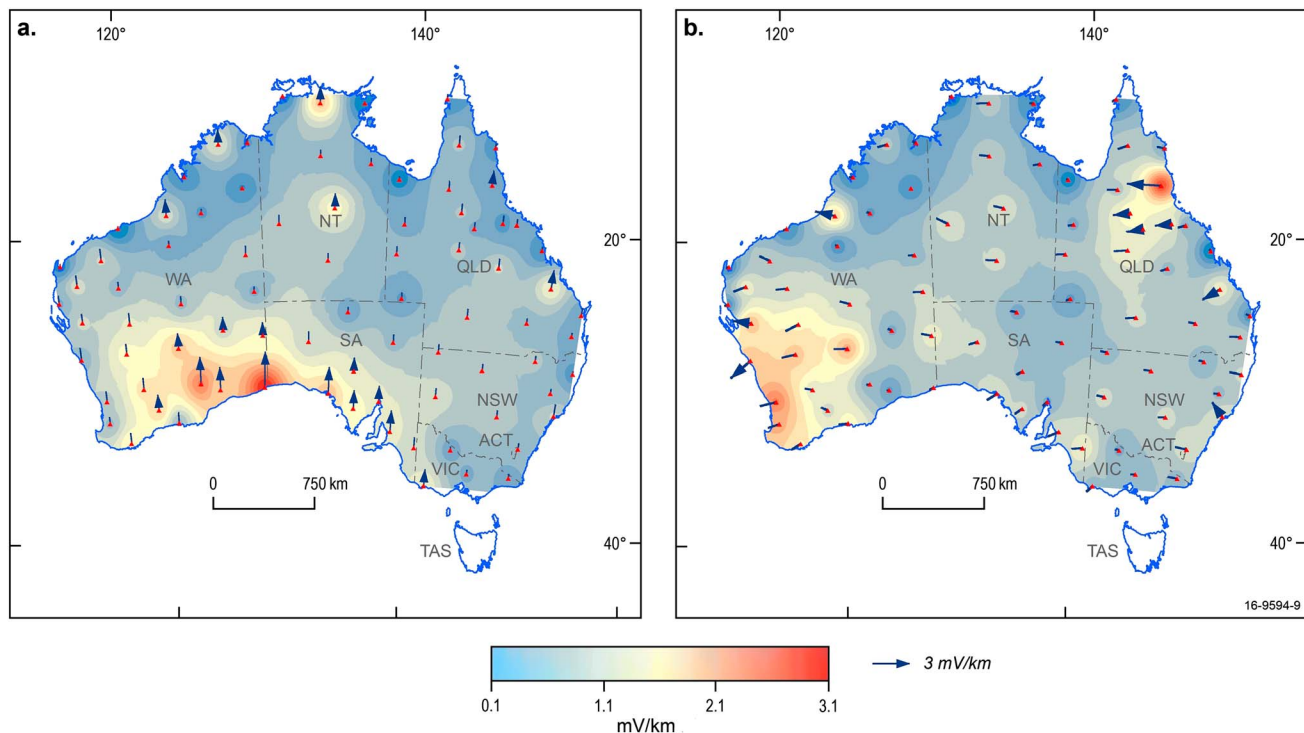 a.
120°
140°
NT
20°
WA
QLD
SA
NSW
ACT
VIC
0
750 km
TAS
40°
b.
120°
140°
NT
20°
WA
QLD
SA
NSW
ACT
VIC
0
750 km
TAS
40°
16-9594-9
3 mV/km
0.1
1.1
2.1
3.1
mV/km